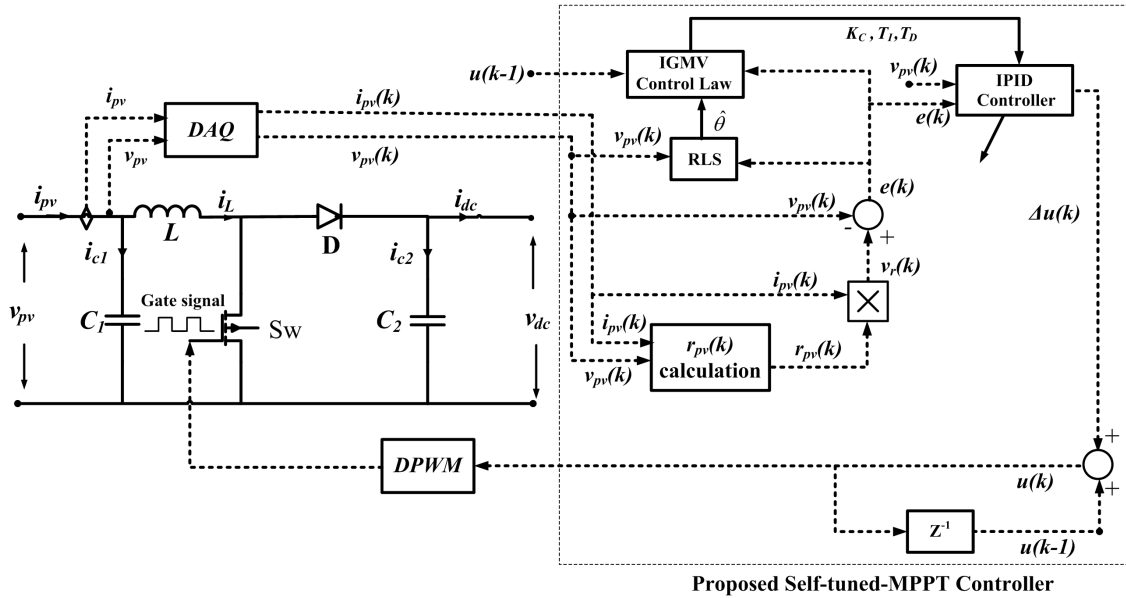 K_C , T_I , T_D
IGMV
Control Law
u(k-1)
v_pv(k)
IPID
Controller
e(k)
i_pv
DAQ
i_pv(k)
v_pv
v_pv(k)
θ̂
v_pv(k)
RLS
e(k)
Δu(k)
i_pv
L
i_L
D
i_dc
v_pv(k)
-
+
v_r(k)
i_c1
i_c2
i_pv(k)
×
v_pv
C_1
Gate signal
Sw
C_2
v_dc
i_pv(k)
v_pv(k)
r_pv(k)
calculation
r_pv(k)
DPWM
u(k)
+
+
Z^-1
u(k-1)
Proposed Self-tuned-MPPT Controller